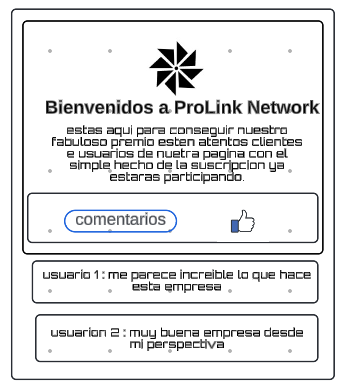 Bienvenidos a ProLink Network
estas aqui para conseguir nuestro
fabuloso premio esten atentos clientes
e usuarios de nuetra pagina con el
simple hecho de la suscripcion ya
estaras participando.
comentarios
usuario 1 : me parece increible lo que hace
esta empresa
usuarion 2 : muy buena empresa desde
mi perspectiva